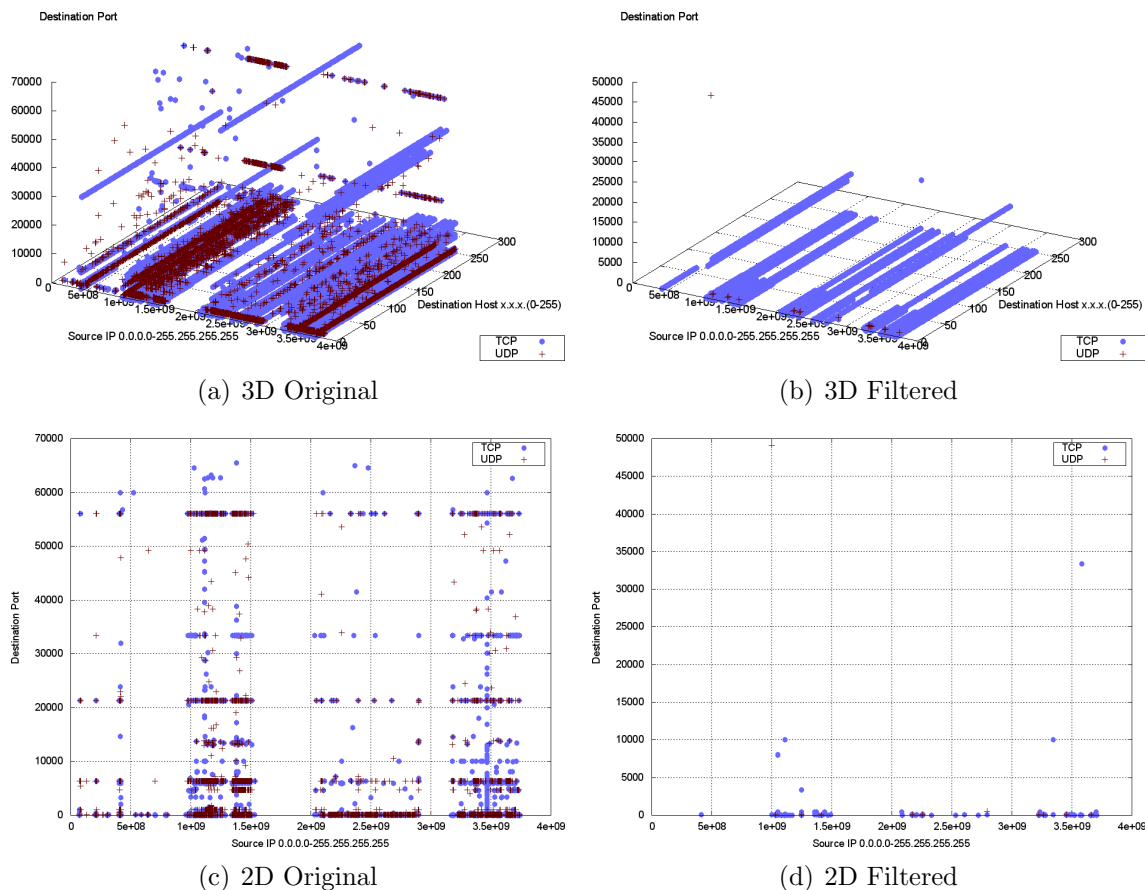 Destination Port
70000
60000
50000
40000
30000
20000
10000
0
5e+08
1e+09
1.5e+09
2e+09
2.5e+09
3e+09
3.5e+09
4e+09
0
50
100
150
200
250
300
Source IP 0.0.0.0-255.255.255.255
Destination Host x.x.x.(0-255)
TCP
UDP
(a) 3D Original
Destination Port
50000
45000
40000
35000
30000
25000
20000
15000
10000
5000
0
5e+08
1e+09
1.5e+09
2e+09
2.5e+09
3e+09
3.5e+09
4e+09
0
50
100
150
200
250
300
Source IP 0.0.0.0-255.255.255.255
Destination Host x.x.x.(0-255)
TCP
UDP
(b) 3D Filtered
70000
60000
50000
40000
30000
20000
10000
0
Destination Port
TCP
UDP
0 5e+08 1e+09 1.5e+09 2e+09 2.5e+09 3e+09 3.5e+09 4e+09
Source IP 0.0.0.0-255.255.255.255
(c) 2D Original
50000
45000
40000
35000
30000
25000
20000
15000
10000
5000
0
Destination Port
TCP
UDP
0 5e+08 1e+09 1.5e+09 2e+09 2.5e+09 3e+09 3.5e+09 4e+09
Source IP 0.0.0.0-255.255.255.255
(d) 2D Filtered